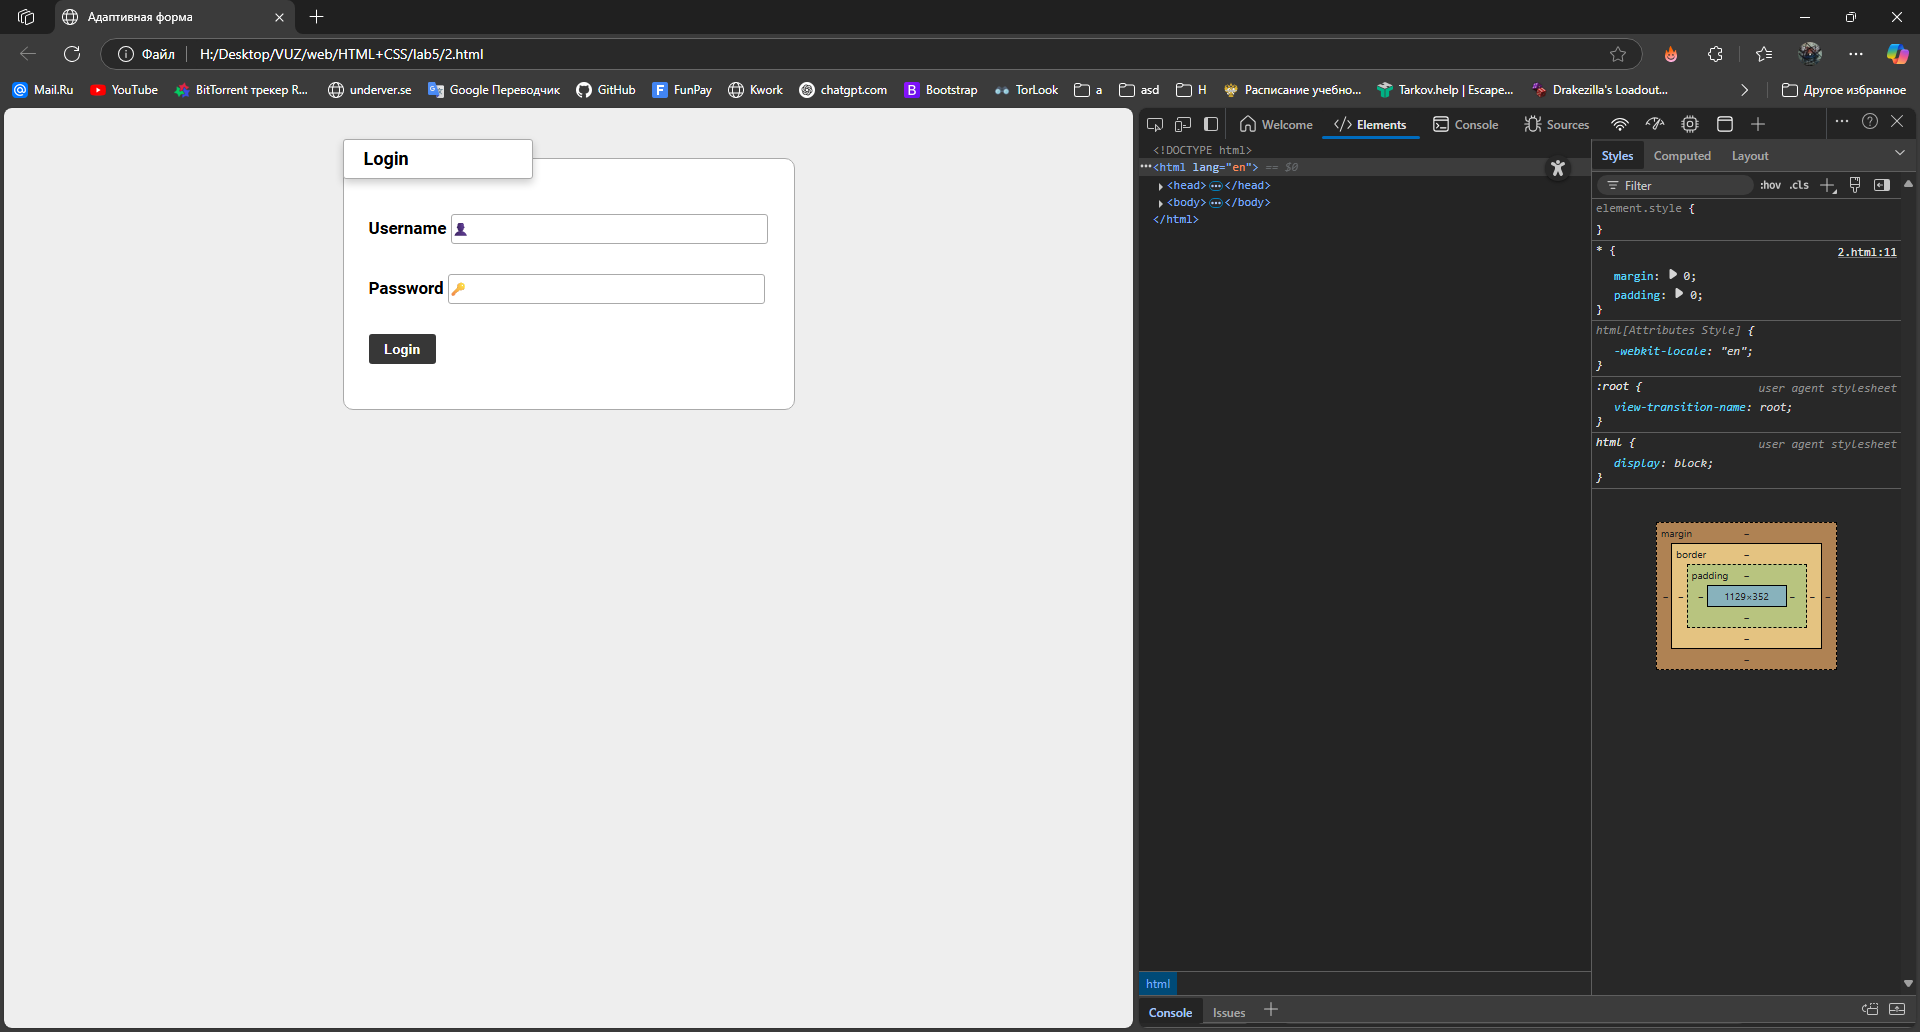 Адаптивная форма
Файл
H:/Desktop/VUZ/web/HTML+CSS/lab5/2.html
Mail.Ru
YouTube
BitTorrent трекер R...
underver.se
Google Переводчик
GitHub
FunPay
Kwork
chatgpt.com
Bootstrap
TorLook
a
asd
H
Расписание учебно...
Tarkov.help | Escape...
Drakezilla's Loadout...
Другое избранное
Login
Username
Password
Login
Welcome
Elements
Console
Sources
<!DOCTYPE html>
<html lang="en"> == $0
<head> </head>
<body> </body>
</html>
html
Styles
Computed
Layout
Filter
:hov
.cls
element.style {
}
* {
2.html:11
margin: 0;
padding: 0;
}
html[Attributes Style] {
-webkit-locale: "en";
}
:root {
user agent stylesheet
view-transition-name: root;
}
html {
user agent stylesheet
display: block;
}
margin
border
padding
1129×352
Console
Issues